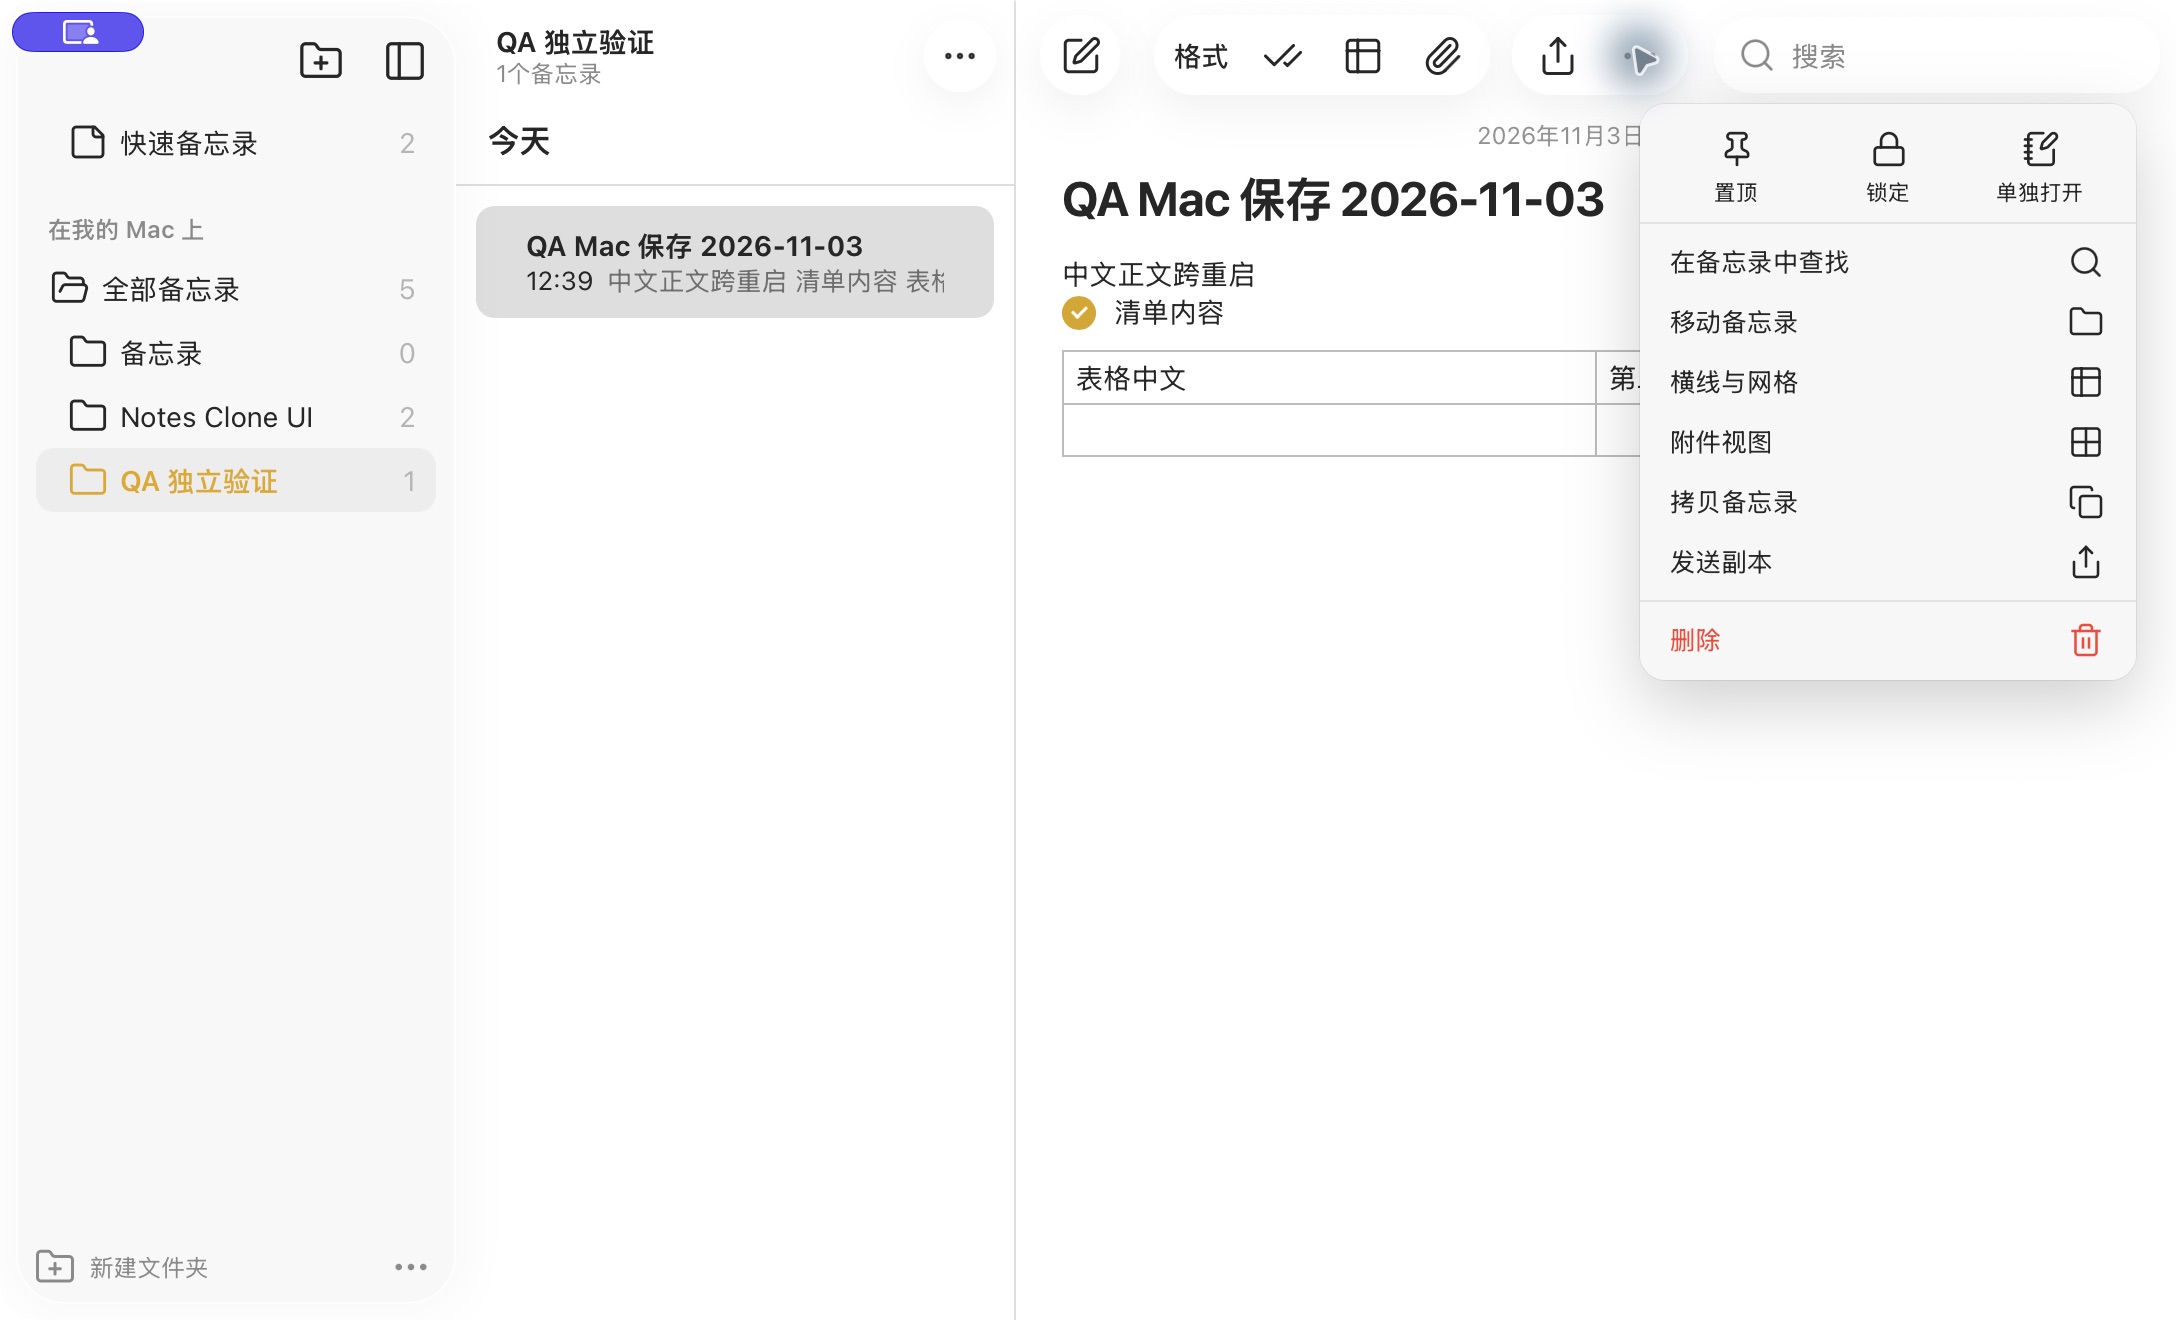 快速备忘录 2
在我的 Mac 上
全部备忘录 5
备忘录 0
Notes Clone UI 2
QA 独立验证 1
新建文件夹
QA 独立验证
1个备忘录
今天
QA Mac 保存 2026-11-03
12:39 中文正文跨重启 清单内容 表
格式
搜索
2026年11月3日
QA Mac 保存 2026-11-03
中文正文跨重启
清单内容
表格中文 第
置顶 锁定 单独打开
在备忘录中查找
移动备忘录
横线与网格
附件视图
拷贝备忘录
发送副本
删除